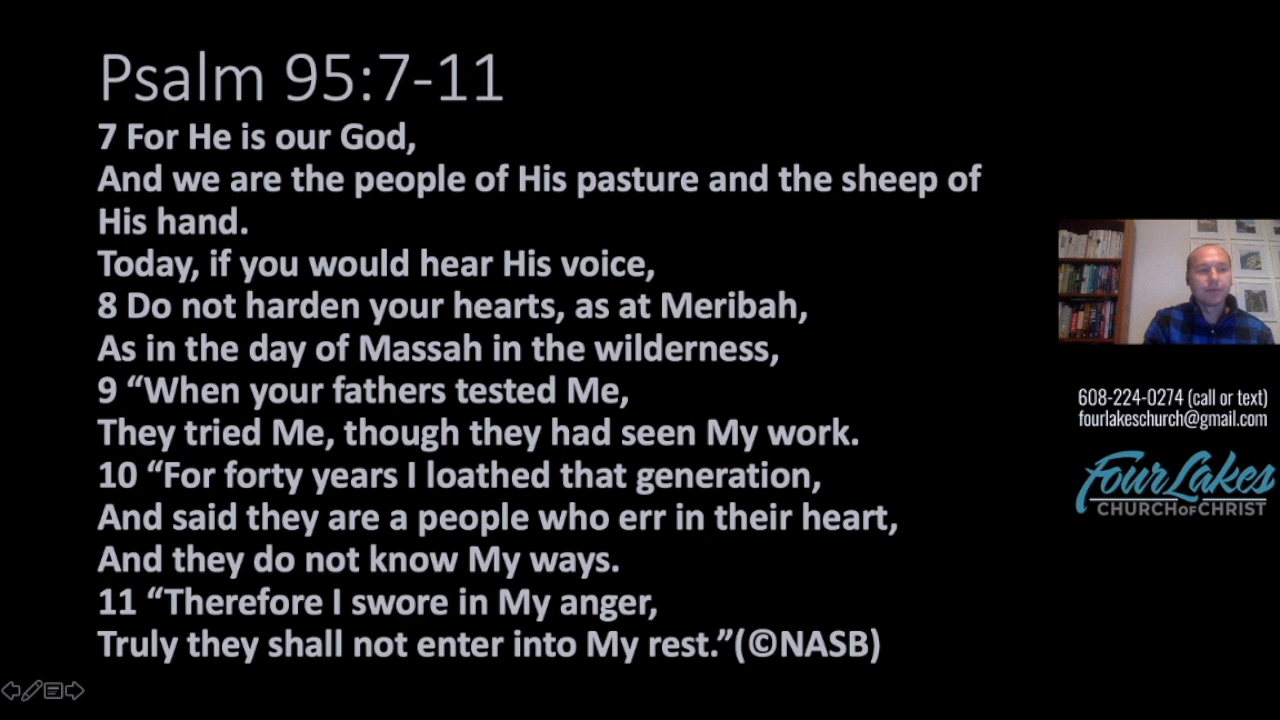 Psalm 95:7-11
7 For He is our God,
And we are the people of His pasture and the sheep of
His hand.
Today, if you would hear His voice,
8 Do not harden your hearts, as at Meribah,
As in the day of Massah in the wilderness,
9 “When your fathers tested Me,
They tried Me, though they had seen My work.
10 “For forty years I loathed that generation,
And said they are a people who err in their heart,
And they do not know My ways.
11 “Therefore I swore in My anger,
Truly they shall not enter into My rest.”(©NASB)
608-224-0274 (call or text)
fourlakeschurch@gmail.com
Four Lakes
CHURCH OF CHRIST